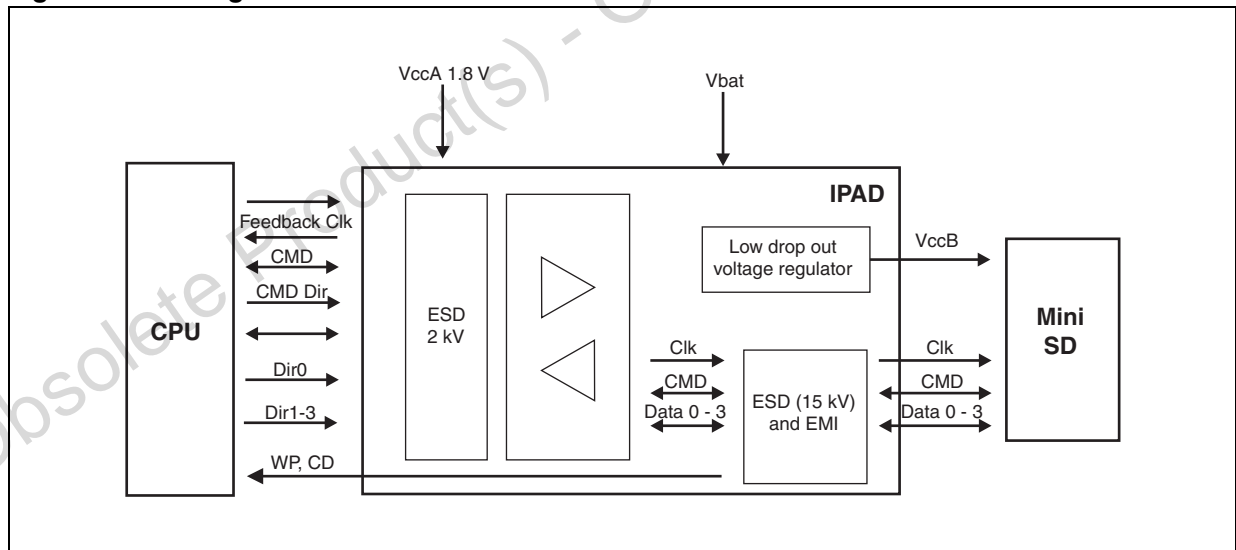 VccA 1.8 V
Vbat
CPU
Feedback Clk
CMD
CMD Dir
Dir0
Dir1-3
WP, CD
ESD
2 kV
IPAD
Low drop out
voltage regulator
Clk
CMD
Data 0 - 3
ESD (15 kV)
and EMI
VccB
Clk
CMD
Data 0 - 3
Mini
SD
Obsolete Product(s) - O